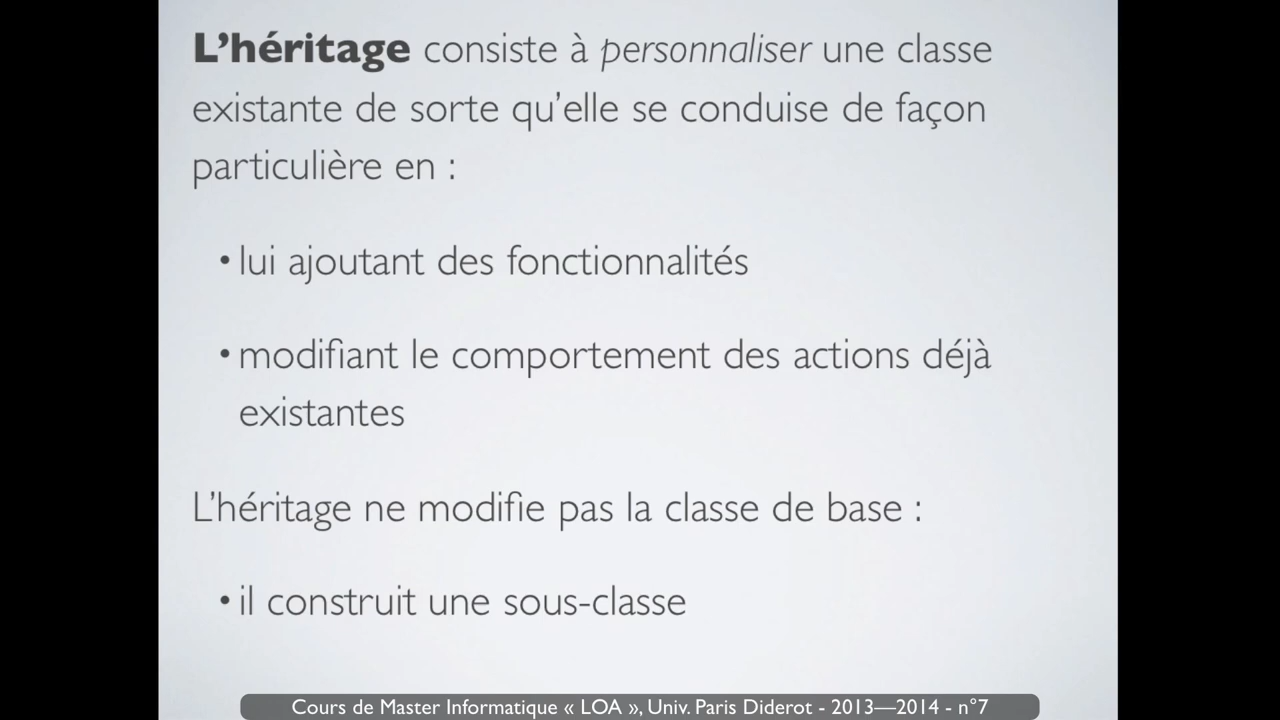 L’héritage consiste à personnaliser une classe
existante de sorte qu’elle se conduise de façon
particulière en :
• lui ajoutant des fonctionnalités
• modifiant le comportement des actions déjà
existantes
L’héritage ne modifie pas la classe de base :
• il construit une sous-classe
Cours de Master Informatique « LOA », Univ. Paris Diderot - 2013—2014 - n°7